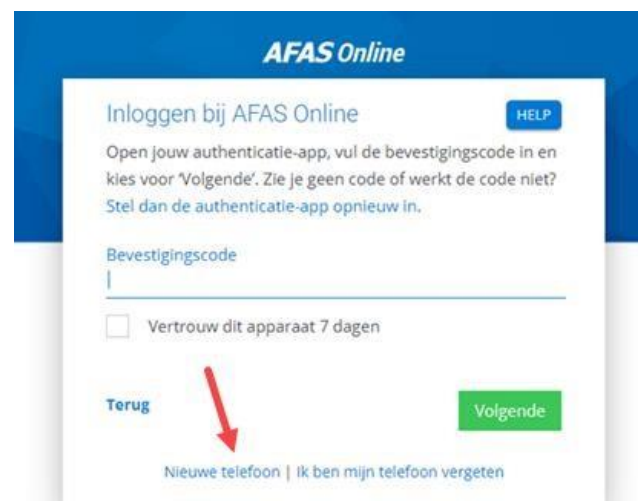 AFAS Online
Inloggen bij AFAS Online
HELP
Open jouw authenticatie-app, vul de bevestigingscode in en
kies voor ‘Volgende’. Zie je geen code of werkt de code niet?
Stel dan de authenticatie-app opnieuw in.
Bevestigingscode
Vertrouw dit apparaat 7 dagen
Terug
Volgende
Nieuwe telefoon | Ik ben mijn telefoon vergeten